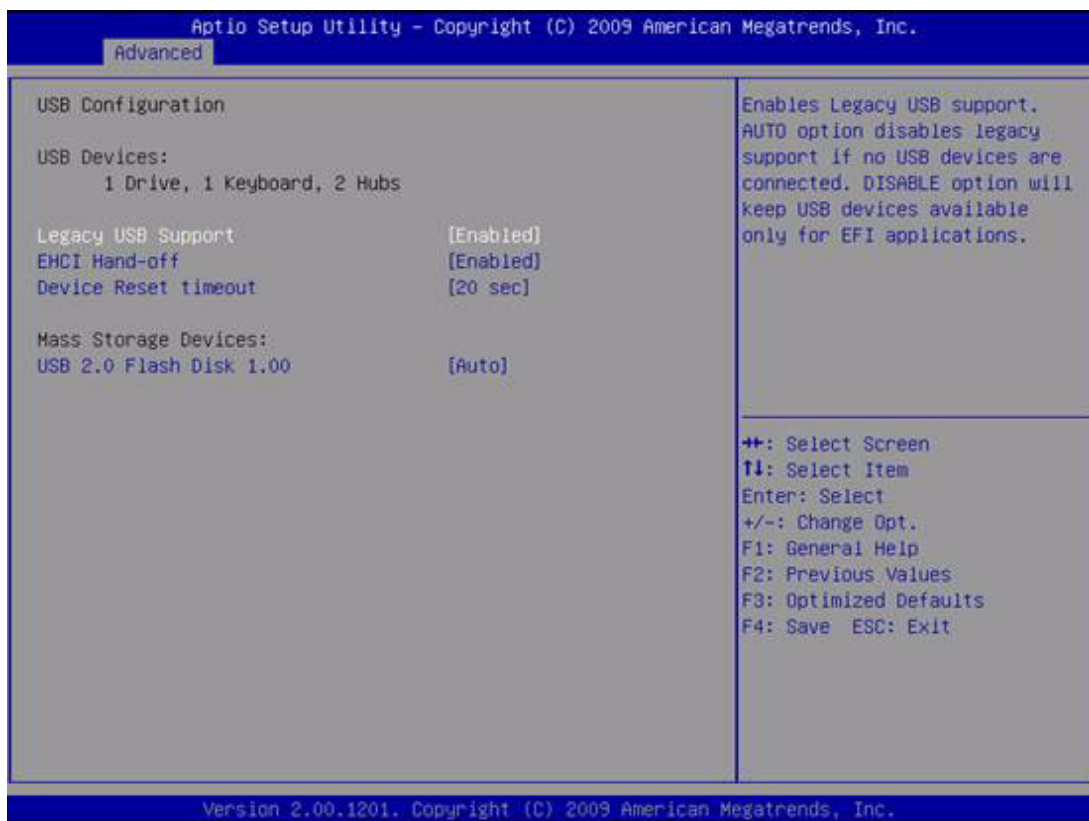 Aptio Setup Utility – Copyright (C) 2009 American Megatrends, Inc.
Advanced
USB Configuration
USB Devices:
1 Drive, 1 Keyboard, 2 Hubs
Legacy USB Support [Enabled]
EHCI Hand-off [Enabled]
Device Reset timeout [20 sec]
Mass Storage Devices:
USB 2.0 Flash Disk 1.00 [Auto]
Enables Legacy USB support.
AUTO option disables legacy
support if no USB devices are
connected. DISABLE option will
keep USB devices available
only for EFI applications.
→←: Select Screen
↑↓: Select Item
Enter: Select
+/-: Change Opt.
F1: General Help
F2: Previous Values
F3: Optimized Defaults
F4: Save ESC: Exit
Version 2.00.1201. Copyright (C) 2009 American Megatrends, Inc.